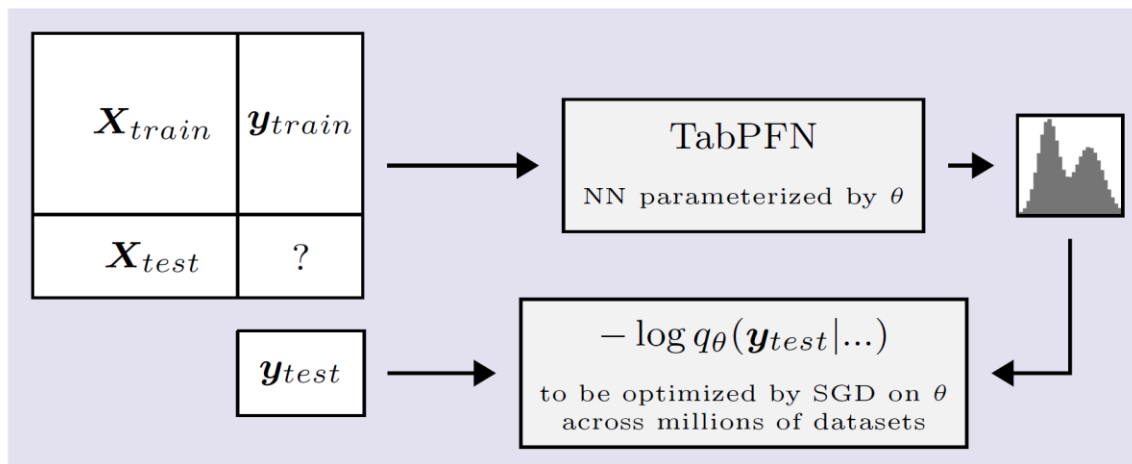 X_train y_train
X_test ?
TabPFN
NN parameterized by θ
y_test
− log q_θ(y_test|...)
to be optimized by SGD on θ
across millions of datasets